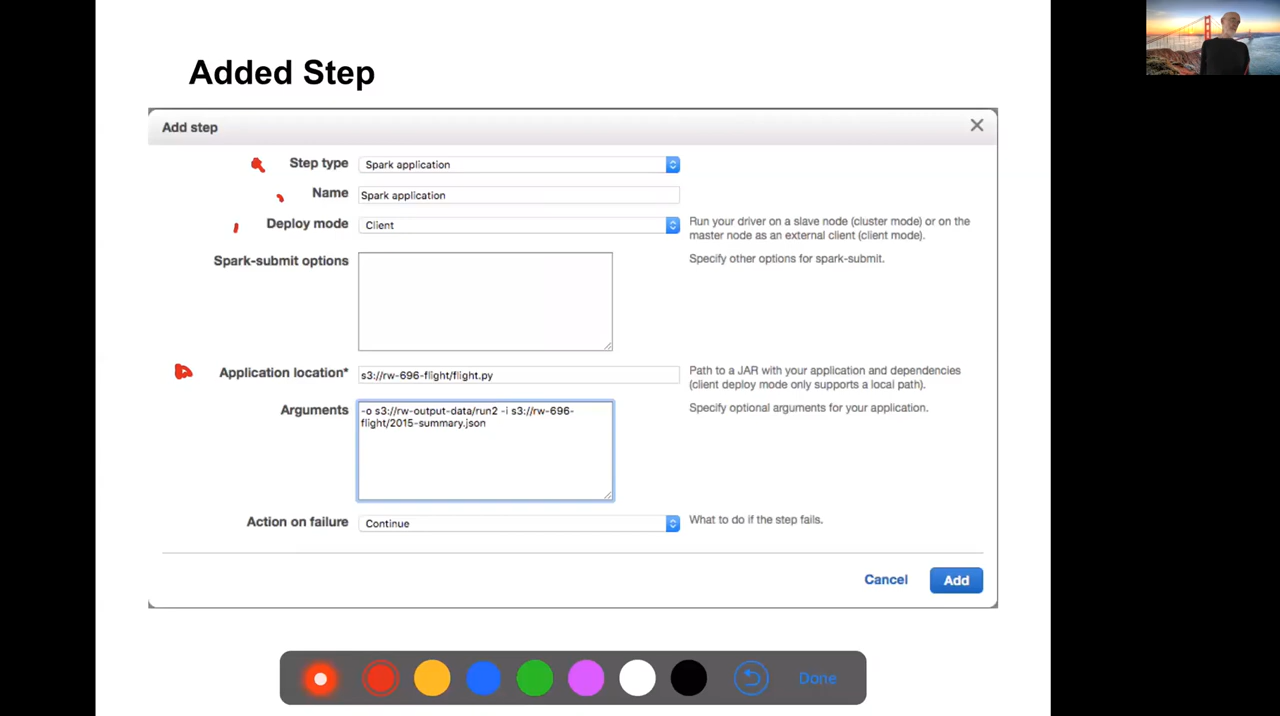 Added Step
Add step
Step type
Spark application
Name
Spark application
Deploy mode
Client
Run your driver on a slave node (cluster mode) or on the
master node as an external client (client mode).
Spark-submit options
Specify other options for spark-submit.
Application location*
s3://rw-696-flight/flight.py
Path to a JAR with your application and dependencies
(client deploy mode only supports a local path).
Arguments
-o s3://rw-output-data/run2 -i s3://rw-696-
flight/2015-summary.json
Specify optional arguments for your application.
Action on failure
Continue
What to do if the step fails.
Cancel
Add
Done